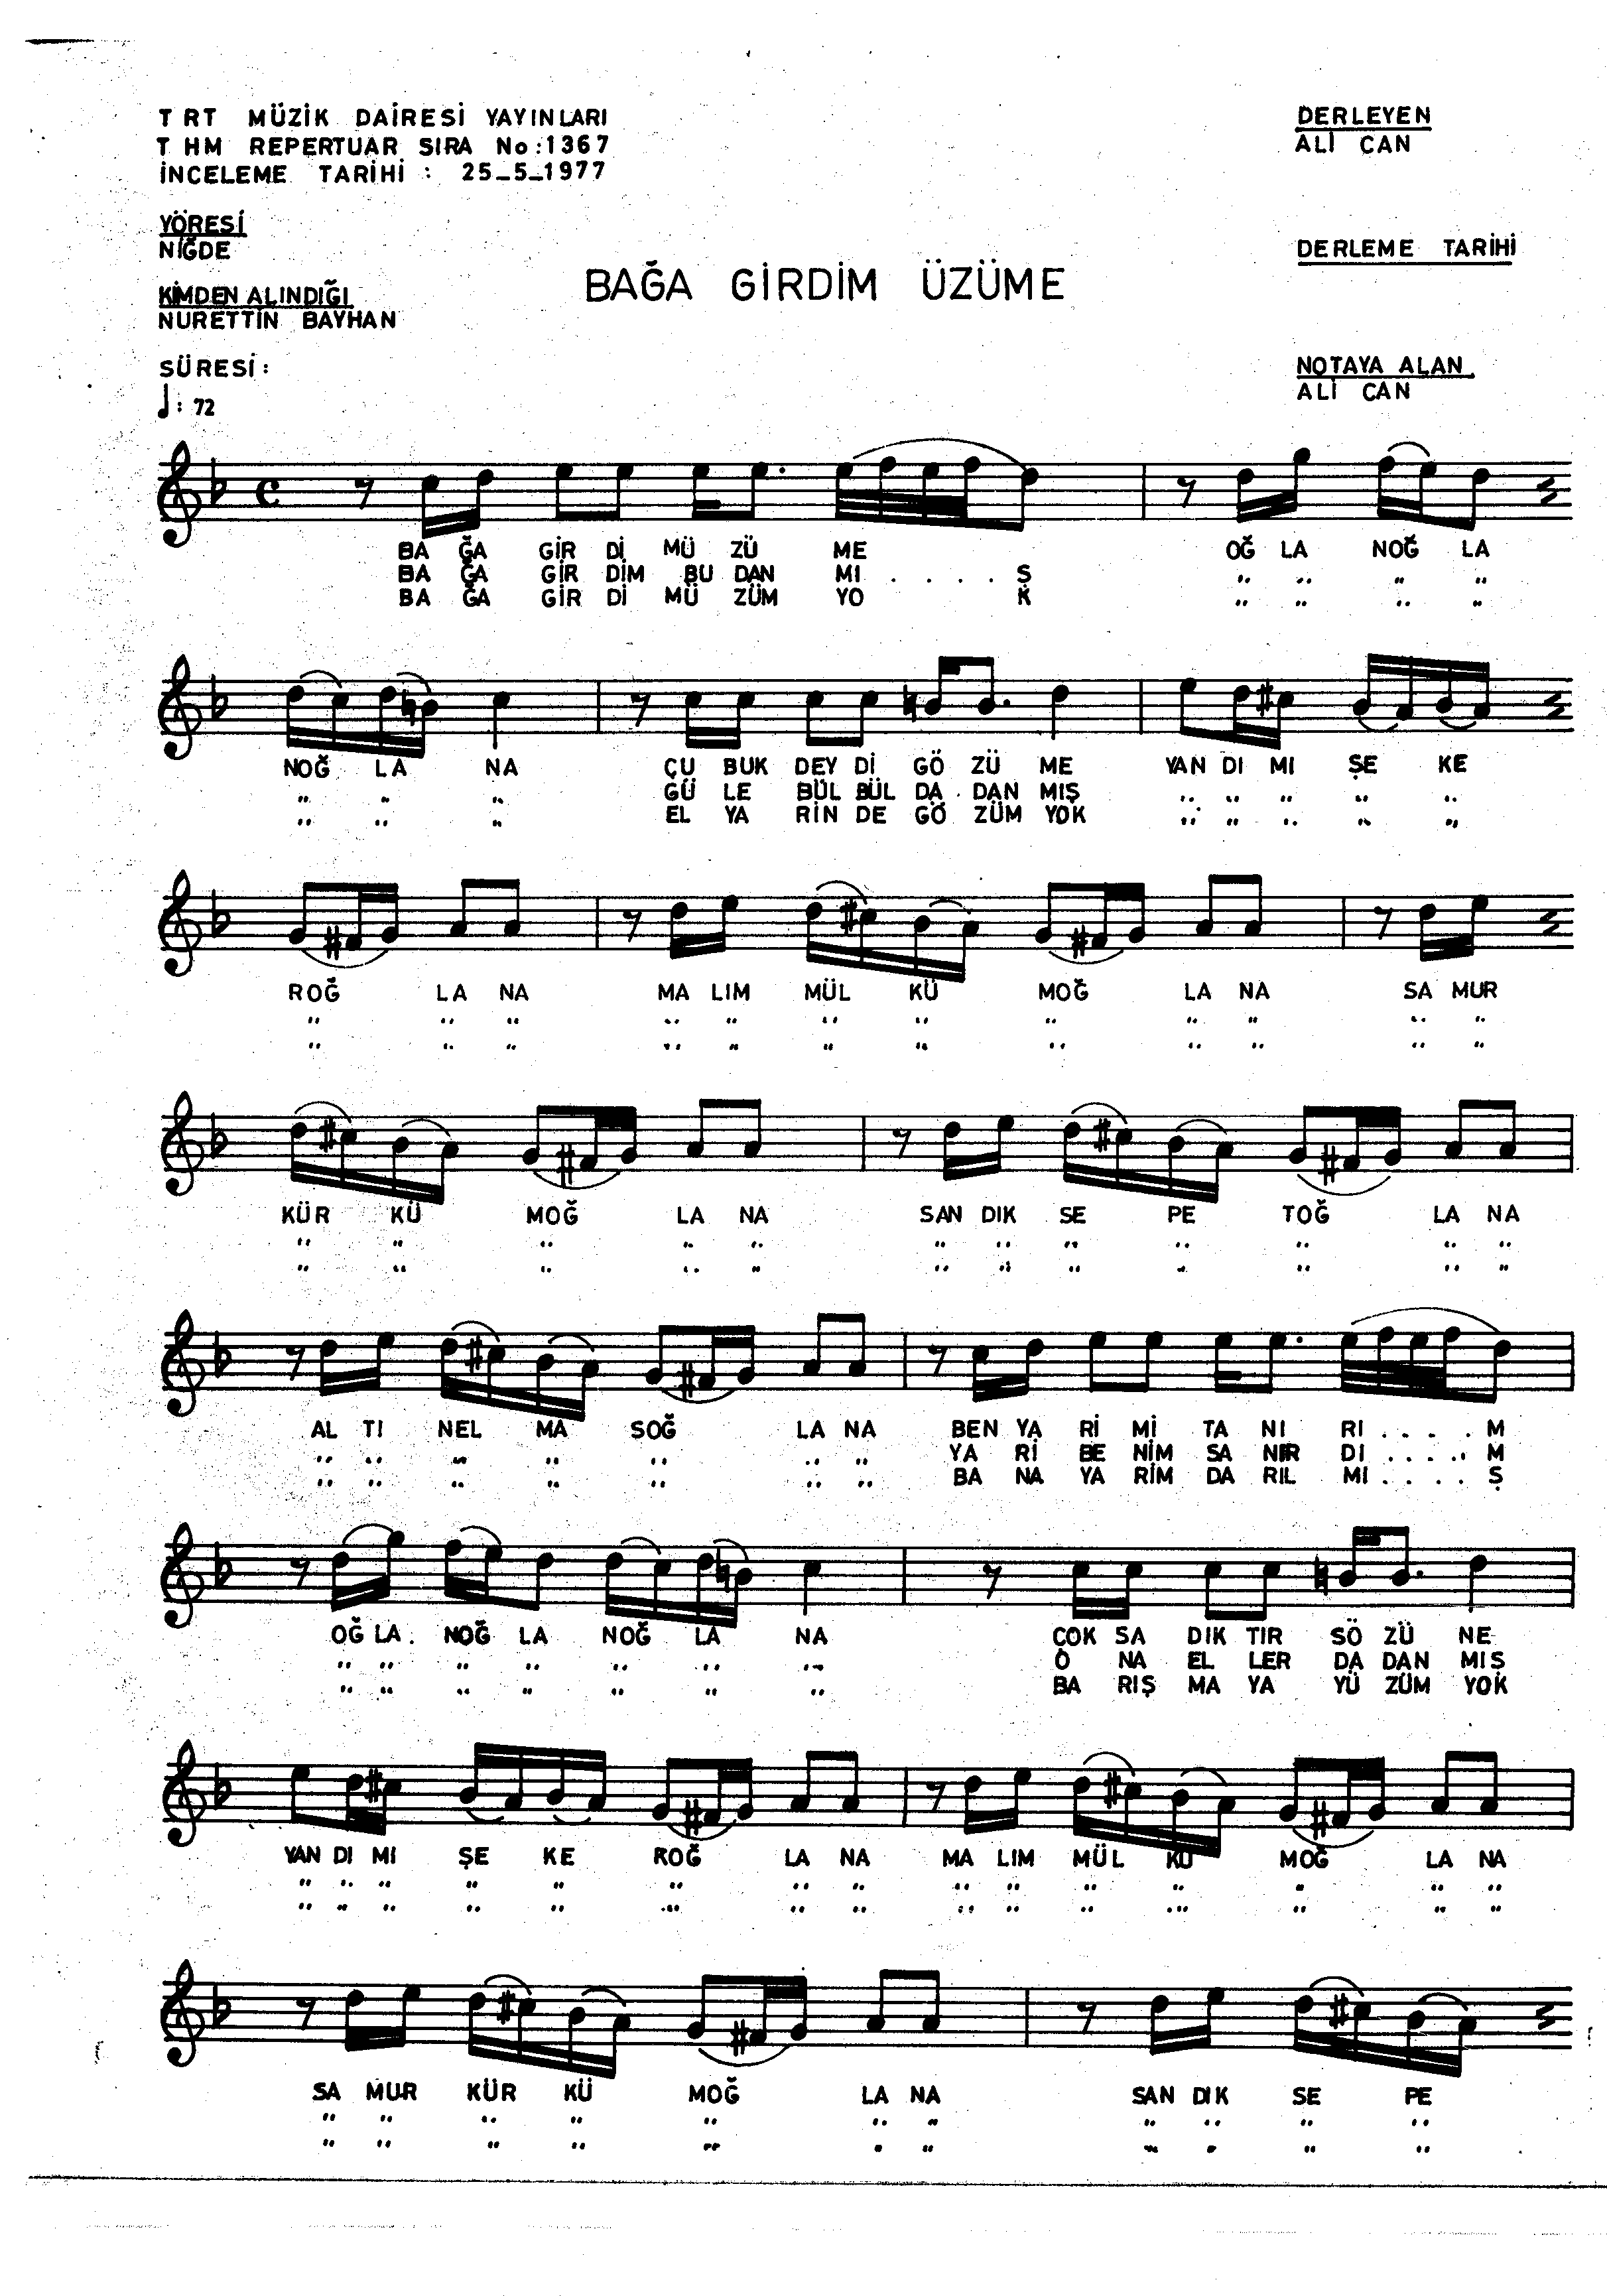 TRT MÜZİK DAİRESİ YAYINLARI
THM REPERTUAR SIRA No:1367
İNCELEME TARİHİ : 25_5_1977
DERLEYEN
ALİ CAN
YÖRESİ
NİĞDE
DERLEME TARİHİ
BAĞA GİRDİM ÜZÜME
KİMDEN ALINDIĞI
NURETTİN BAYHAN
SÜRESİ:
♩: 72
NOTAYA ALAN
ALİ CAN
BA ĞA GİR Dİ MÜ ZÜ ME OĞ LA NOĞ LA
BA ĞA GİR DİM BU DAN MI . . . . Ş " " " "
BA ĞA GİR Dİ MÜ ZÜM YO K " " " "
NOĞ LA NA ÇU BUK DEY Dİ GÖ ZÜ ME YAN DI MI ŞE KE
" " " GÜ LE BÜL BÜL DA DAN MIŞ " " " " "
" " " EL YA RİN DE GÖ ZÜM YOK " " " " "
ROĞ LA NA MA LIM MÜL KÜ MOĞ LA NA SA MUR
" " " " " " " " " " " "
" " " " " " " " " " " "
KÜR KÜ MOĞ LA NA SAN DIK SE PE TOĞ LA NA
" " " " " " " " " " " "
" " " " " " " " " " " "
AL TI NEL MA SOĞ LA NA BEN YA Rİ Mİ TA NI RI . . . . M
" " " " " " " YA Rİ BE NİM SA NIR DI . . . . . M
" " " " " " " BA NA YA RİM DA RIL MI . . . . Ş
OĞ LA . NOĞ LA NOĞ LA NA ÇOK SA DIK TIR SÖ ZÜ NE
" " " " " " " O NA EL LER DA DAN MIŞ
" " " " " " " BA RIŞ MA YA YÜ ZÜM YOK
YAN DI MI ŞE KE ROĞ LA NA MA LIM MÜL KÜ MOĞ LA NA
" " " " " " " " " " " " " " "
" " " " " " " " " " " " " " "
SA MUR KÜR KÜ MOĞ LA NA SAN DIK SE PE
" " " " " " " " " " "
" " " " " " " " " " "